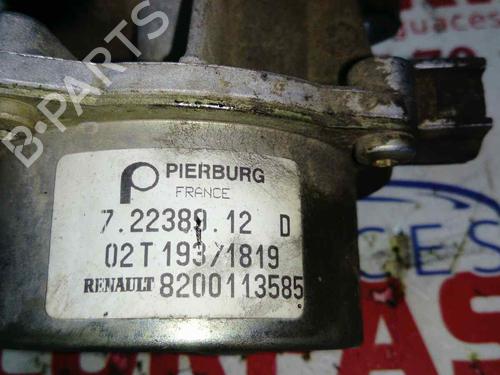 B-PARTS
PIERBURG
FRANCE
7.22389.12 D
02T 193/1819
RENAULT 8200113585